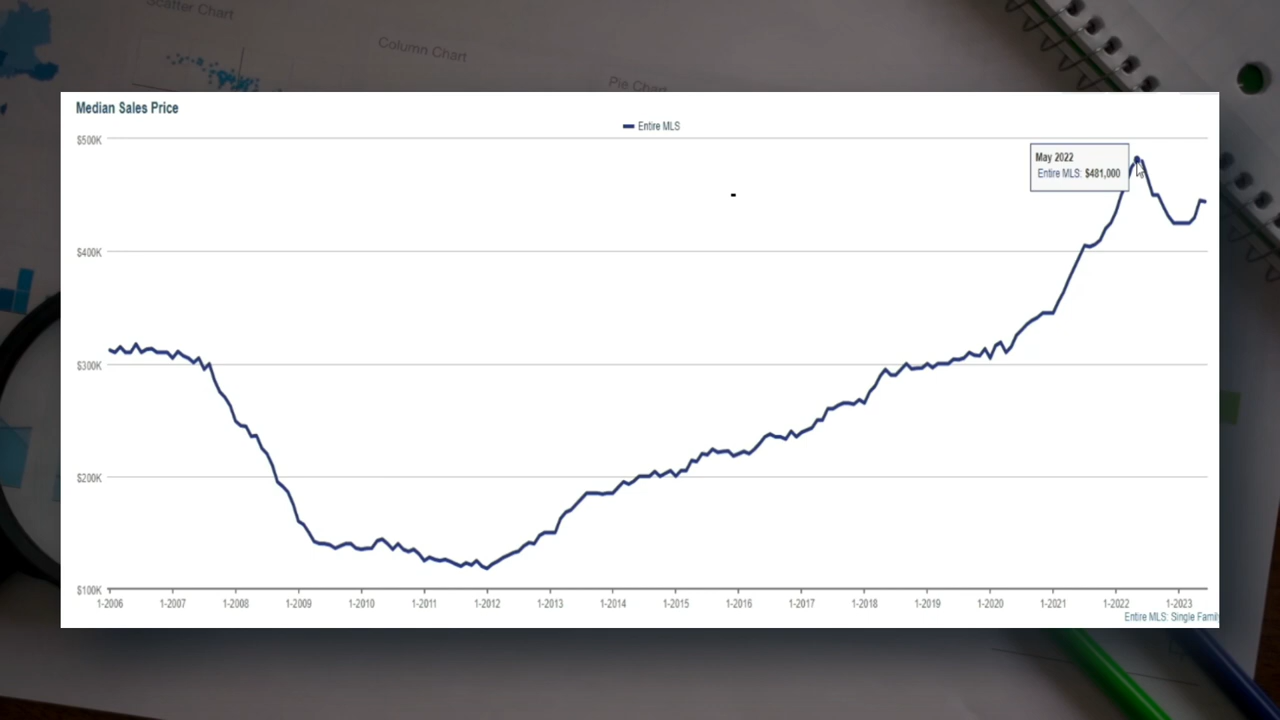 Scatter Chart
Column Chart
Pie Chart
Median Sales Price
Entire MLS
$500K
May 2022
Entire MLS: $481,000
$400K
$300K
$200K
$100K
1-2006 1-2007 1-2008 1-2009 1-2010 1-2011 1-2012 1-2013 1-2014 1-2015 1-2016 1-2017 1-2018 1-2019 1-2020 1-2021 1-2022 1-2023
Entire MLS: Single Famil